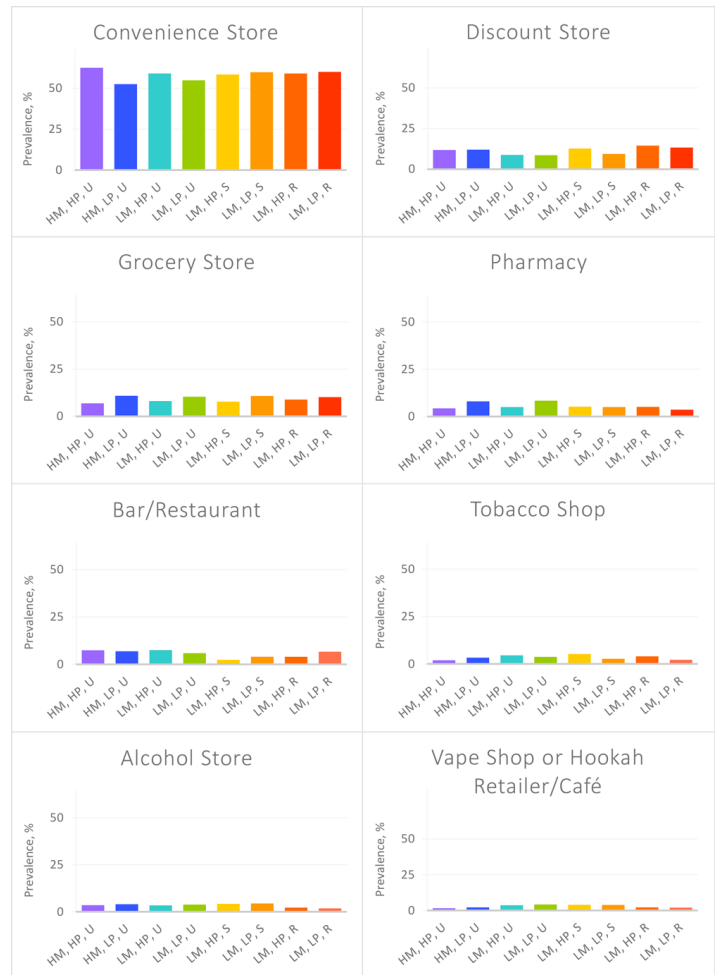 Convenience Store
Prevalence, %
50
25
0
HM, HP, U
HM, LP, U
LM, HP, U
LM, LP, U
LM, HP, S
LM, LP, S
LM, HP, R
LM, LP, R
Discount Store
Prevalence, %
50
25
0
HM, HP, U
HM, LP, U
LM, HP, U
LM, LP, U
LM, HP, S
LM, LP, S
LM, HP, R
LM, LP, R
Grocery Store
Prevalence, %
50
25
0
HM, HP, U
HM, LP, U
LM, HP, U
LM, LP, U
LM, HP, S
LM, LP, S
LM, HP, R
LM, LP, R
Pharmacy
Prevalence, %
50
25
0
HM, HP, U
HM, LP, U
LM, HP, U
LM, LP, U
LM, HP, S
LM, LP, S
LM, HP, R
LM, LP, R
Bar/Restaurant
Prevalence, %
50
25
0
HM, HP, U
HM, LP, U
LM, HP, U
LM, LP, U
LM, HP, S
LM, LP, S
LM, HP, R
LM, LP, R
Tobacco Shop
Prevalence, %
50
25
0
HM, HP, U
HM, LP, U
LM, HP, U
LM, LP, U
LM, HP, S
LM, LP, S
LM, HP, R
LM, LP, R
Alcohol Store
Prevalence, %
50
25
0
HM, HP, U
HM, LP, U
LM, HP, U
LM, LP, U
LM, HP, S
LM, LP, S
LM, HP, R
LM, LP, R
Vape Shop or Hookah
Retailer/Café
Prevalence, %
50
25
0
HM, HP, U
HM, LP, U
LM, HP, U
LM, LP, U
LM, HP, S
LM, LP, S
LM, HP, R
LM, LP, R